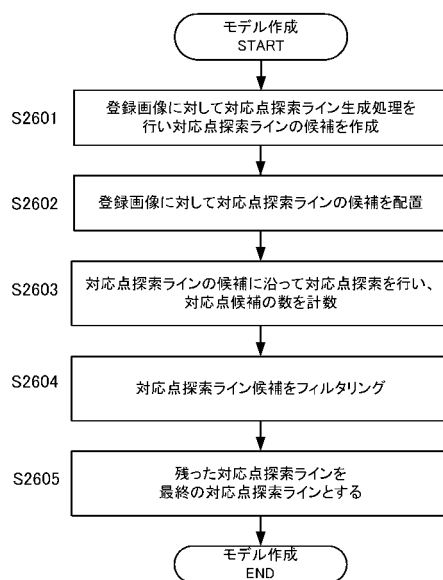 モデル作成
START
S2601
登録画像に対して対応点探索ライン生成処理を
行い対応点探索ラインの候補を作成
S2602
登録画像に対して対応点探索ラインの候補を配置
S2603
対応点探索ラインの候補に沿って対応点探索を行い、
対応点候補の数を計数
S2604
対応点探索ライン候補をフィルタリング
S2605
残った対応点探索ラインを
最終の対応点探索ラインとする
モデル作成
END